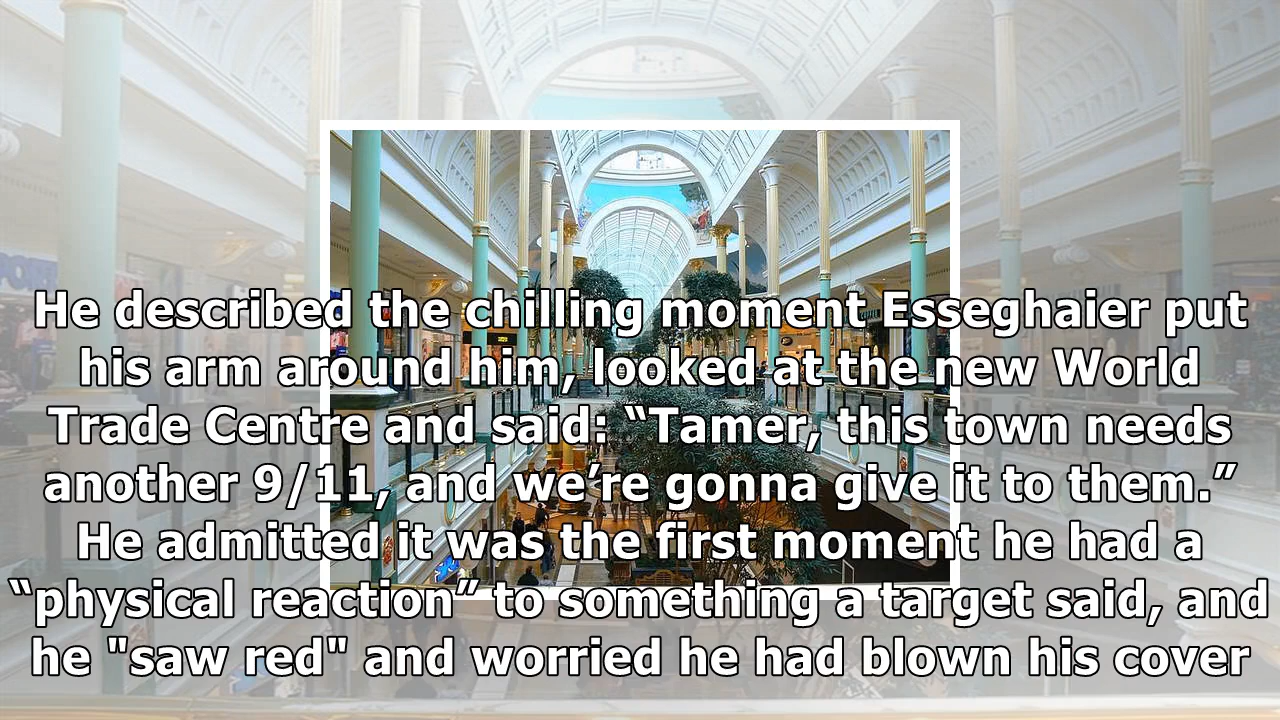 He described the chilling moment Esseghaier put
his arm around him, looked at the new World
Trade Centre and said: “Tamer, this town needs
another 9/11, and we’re gonna give it to them.”
He admitted it was the first moment he had a
“physical reaction” to something a target said, and
he "saw red" and worried he had blown his cover